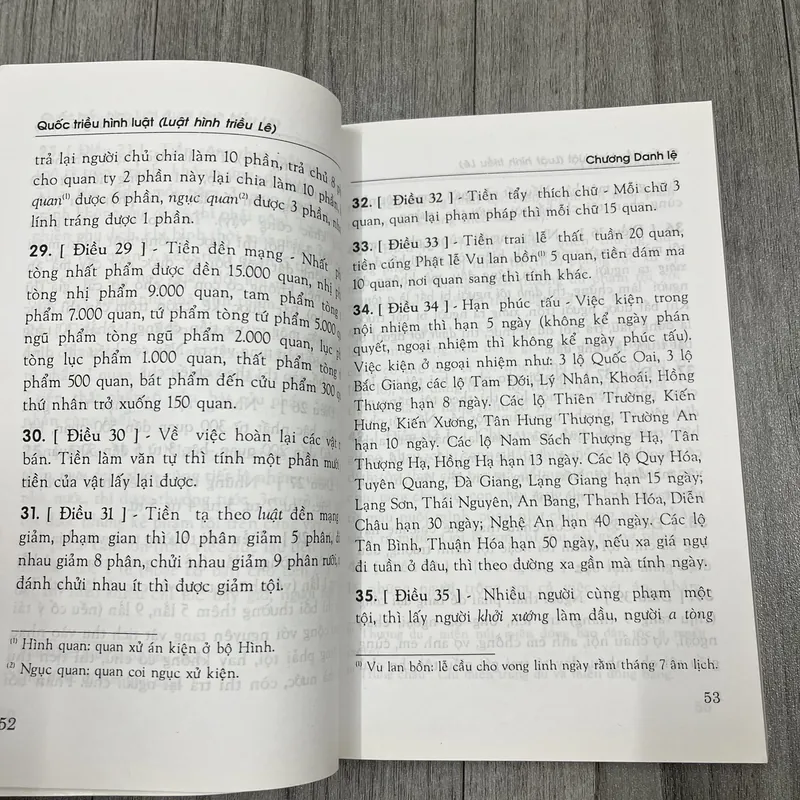 Quốc triều hình luật (Luật hình triều Lê)
trả lại người chủ chia làm 10 phần, trả chủ 8
cho quan ty 2 phần này lại chia làm 10 phần,
quan(1) được 6 phần, ngục quan(2) được 3 phần,
lính tráng được 1 phần.
29. [ Điều 29 ] - Tiền đền mạng - Nhất
tòng nhất phẩm được đền 15.000 quan, nhị
tòng nhị phẩm 9.000 quan, tam phẩm tòng
phẩm 7.000 quan, tứ phẩm tòng tứ phẩm 5.000
ngũ phẩm tòng ngũ phẩm 2.000 quan, lục
tòng lục phẩm 1.000 quan, thất phẩm tòng
phẩm 500 quan, bát phẩm đến cửu phẩm 300
thứ nhân trở xuống 150 quan.
30. [ Điều 30 ] - Về việc hoàn lại các vật
bán. Tiền làm văn tự thì tính một phần mười
tiền của vật lấy lại được.
31. [ Điều 31 ] - Tiền tạ theo luật đền mạng
giảm, phạm gian thì 10 phân giảm 5 phân,
nhau giảm 8 phân, chửi nhau giảm 9 phân rưỡi,
đánh chửi nhau ít thì được giảm tội.
(1) Hình quan: quan xử án kiện ở bộ Hình.
(2) Ngục quan: quan coi ngục xử kiện.
52
Chương Danh lệ
32. [ Điều 32 ] - Tiền tẩy thích chữ - Mỗi chữ 3
quan, quan lại phạm pháp thì mỗi chữ 15 quan.
33. [ Điều 33 ] - Tiền trai lễ thất tuần 20 quan,
tiền cúng Phật lễ Vu lan bồn(1) 5 quan, tiền đám ma
10 quan, nơi quan sang thì tính khác.
34. [ Điều 34 ] - Hạn phúc tấu - Việc kiện trong
nội nhiệm thì hạn 5 ngày (không kể ngày phán
quyết, ngoại nhiệm thì không kể ngày phúc tấu).
Việc kiện ở ngoại nhiệm như: 3 lộ Quốc Oai, 3 lộ
Bắc Giang, các lộ Tam Đới, Lý Nhân, Khoái, Hồng
Thượng hạn 8 ngày. Các lộ Thiên Trường, Kiến
Hưng, Kiến Xương, Tân Hưng Thượng, Trường An
hạn 10 ngày. Các lộ Nam Sách Thượng Hạ, Tân
Thượng Hạ, Hồng Hạ hạn 13 ngày. Các lộ Quy Hóa,
Tuyên Quang, Đà Giang, Lạng Giang hạn 15 ngày;
Lạng Sơn, Thái Nguyên, An Bang, Thanh Hóa, Diễn
Châu hạn 30 ngày; Nghệ An hạn 40 ngày. Các lộ
Tân Bình, Thuận Hóa hạn 50 ngày, nếu xa giá ngự
đi tuần ở đâu, thì theo đường xa gần mà tính ngày.
35. [ Điều 35 ] - Nhiều người cùng phạm một
tội, thì lấy người khởi xướng làm đầu, người a tòng
(1) Vu lan bồn: lễ cầu cho vong linh ngày rằm tháng 7 âm lịch.
53